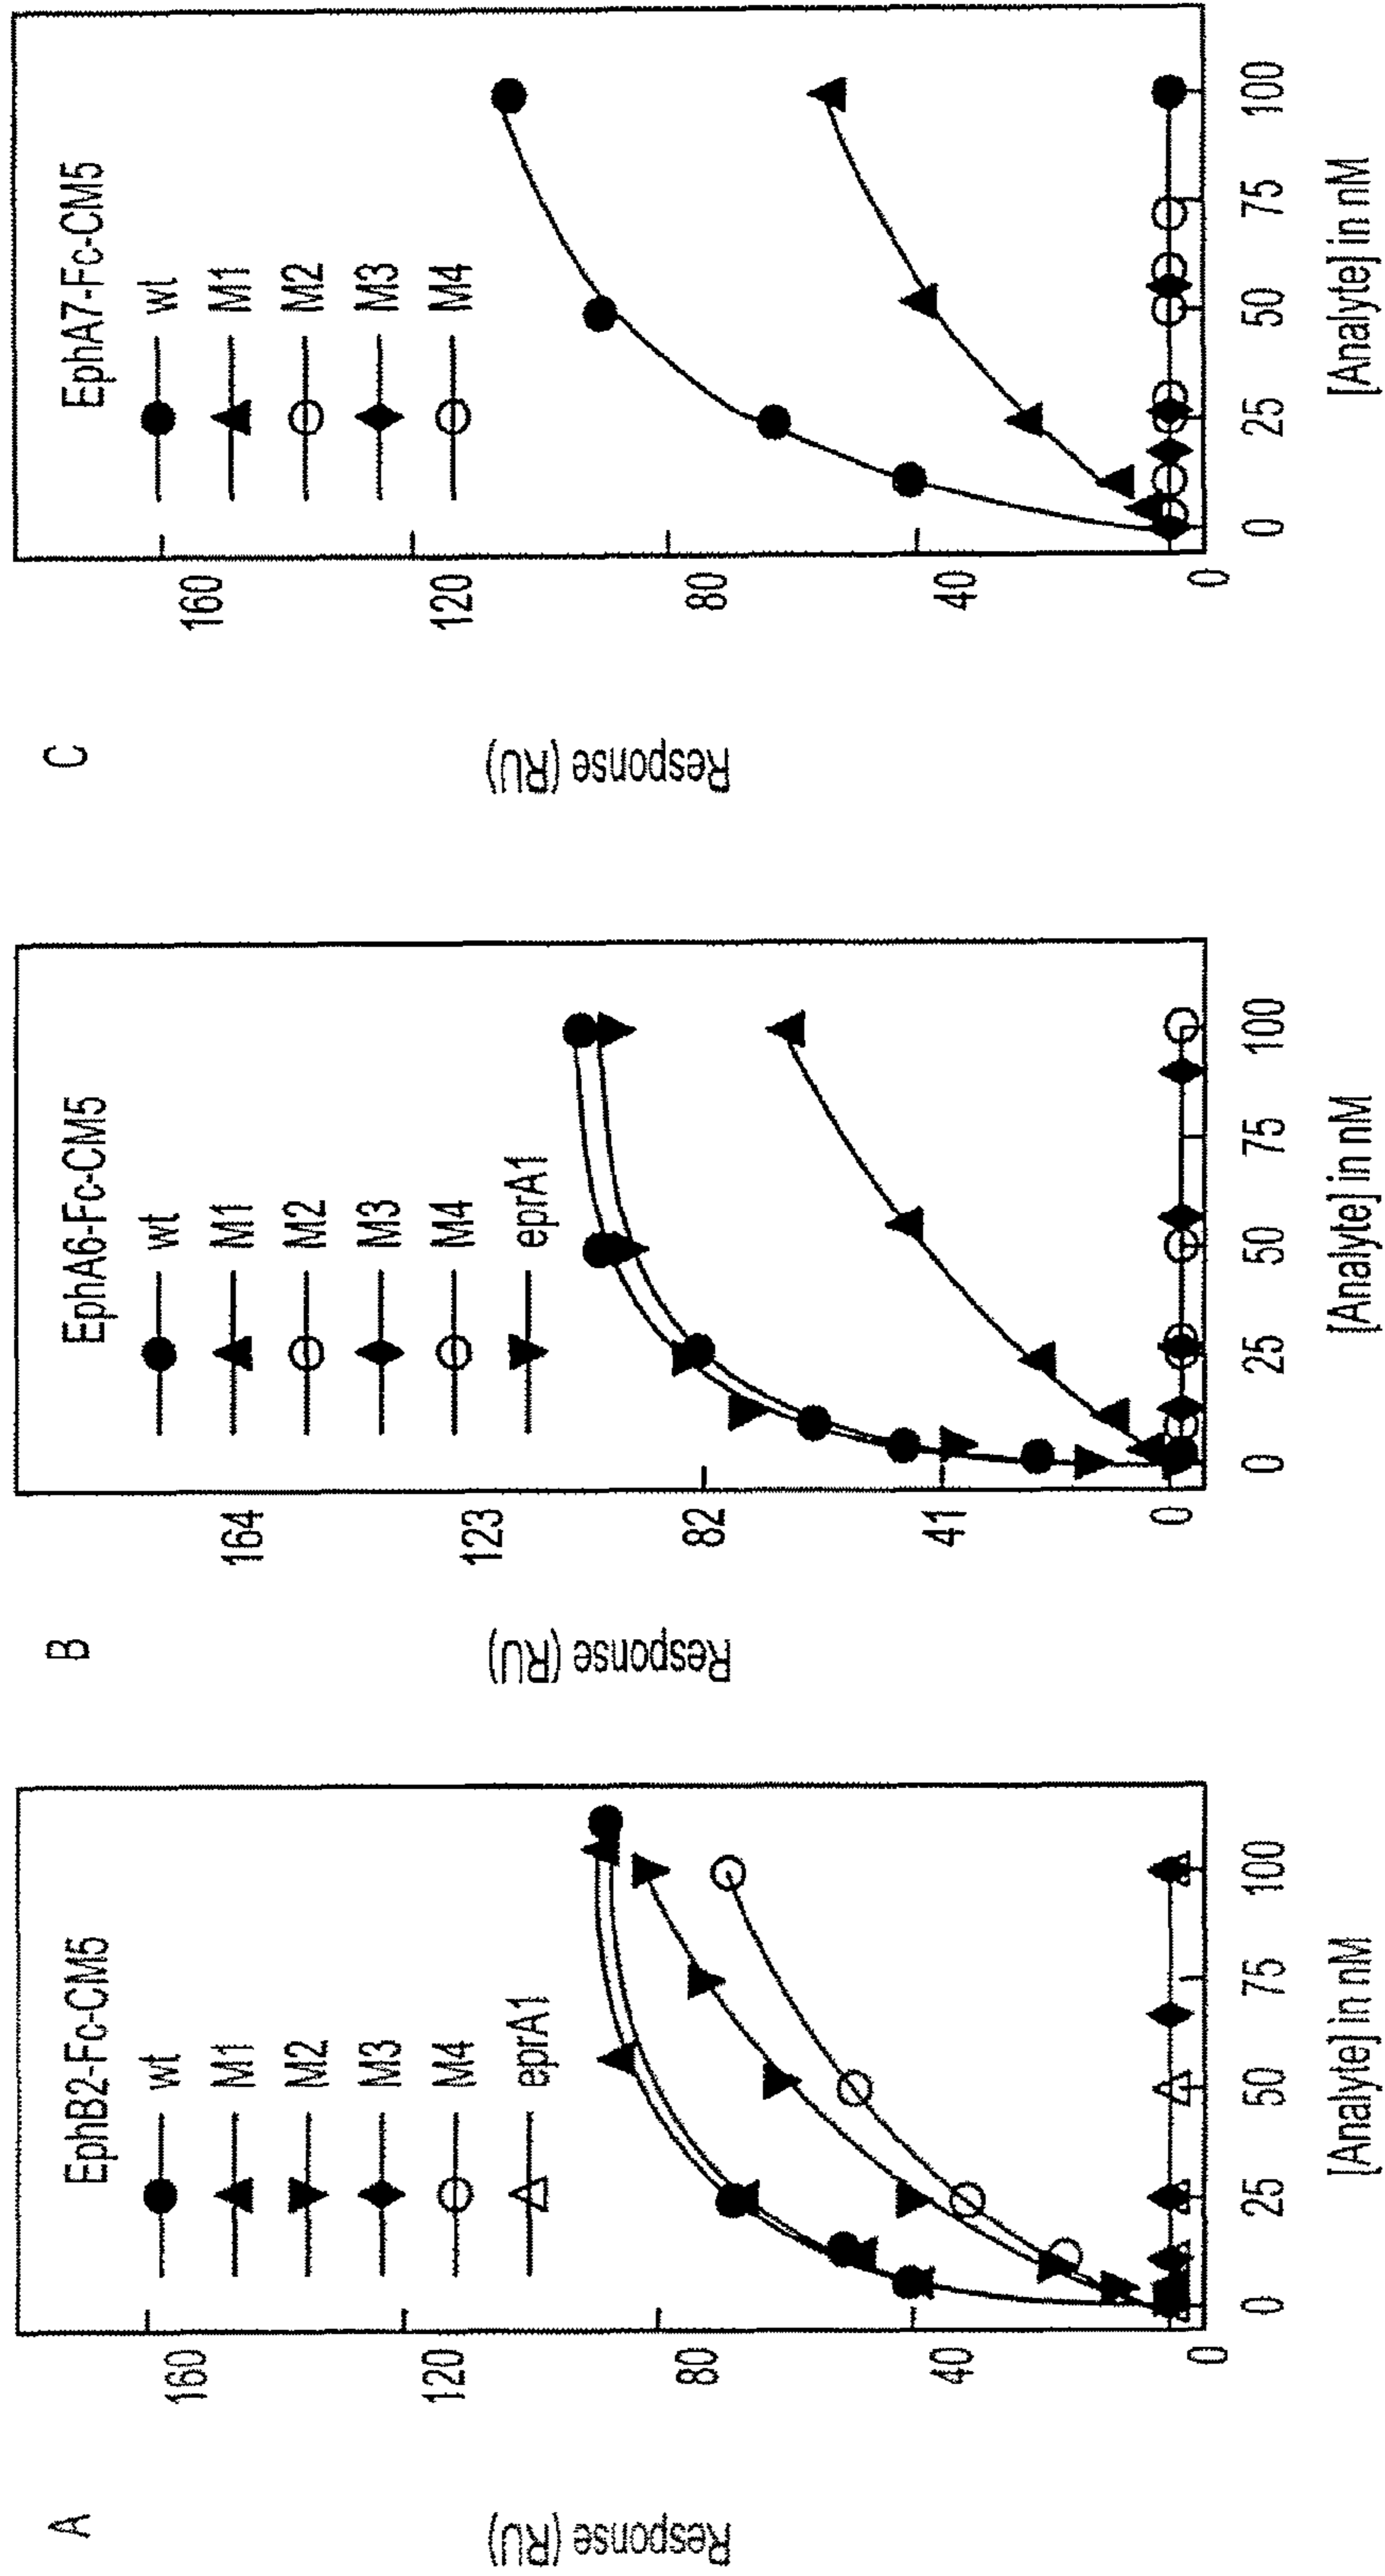 A
EphB2-Fc-CM5
wt
M1
M2
M3
M4
eprA1
160
120
80
40
0
Response (RU)
0 25 50 75 100
[Analyte] in nM
B
EphA6-Fc-CM5
wt
M1
M2
M3
M4
eprA1
164
123
82
41
0
Response (RU)
0 25 50 75 100
[Analyte] in nM
C
EphA7-Fc-CM5
wt
M1
M2
M3
M4
160
120
80
40
0
Response (RU)
0 25 50 75 100
[Analyte] in nM